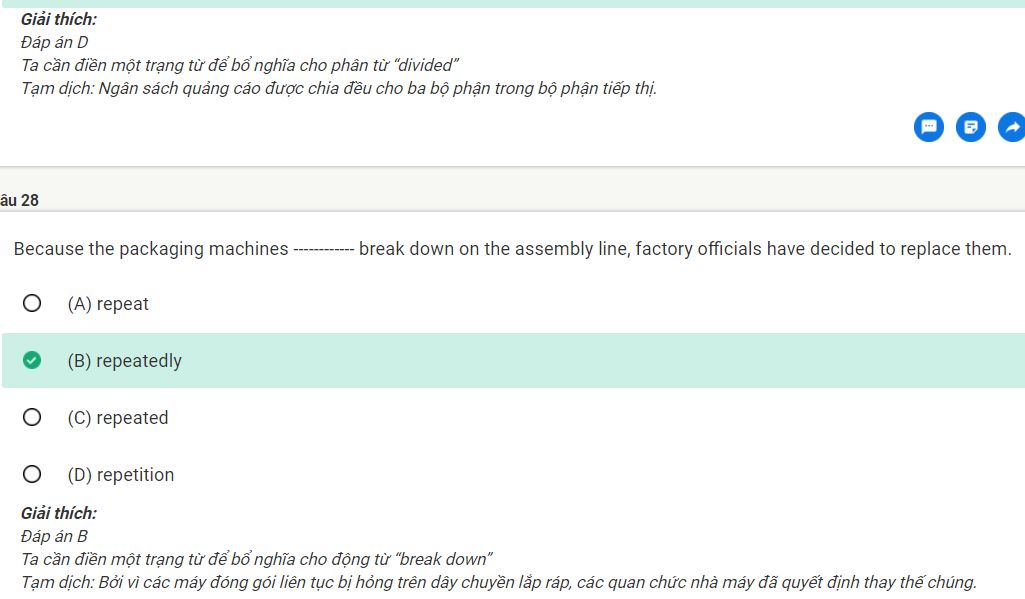 Giải thích:
Đáp án D
Ta cần điền một trạng từ để bổ nghĩa cho phân từ “divided”
Tạm dịch: Ngân sách quảng cáo được chia đều cho ba bộ phận trong bộ phận tiếp thị.
âu 28
Because the packaging machines ------------ break down on the assembly line, factory officials have decided to replace them.
(A) repeat
(B) repeatedly
(C) repeated
(D) repetition
Giải thích:
Đáp án B
Ta cần điền một trạng từ để bổ nghĩa cho động từ “break down”
Tạm dịch: Bởi vì các máy đóng gói liên tục bị hỏng trên dây chuyền lắp ráp, các quan chức nhà máy đã quyết định thay thế chúng.